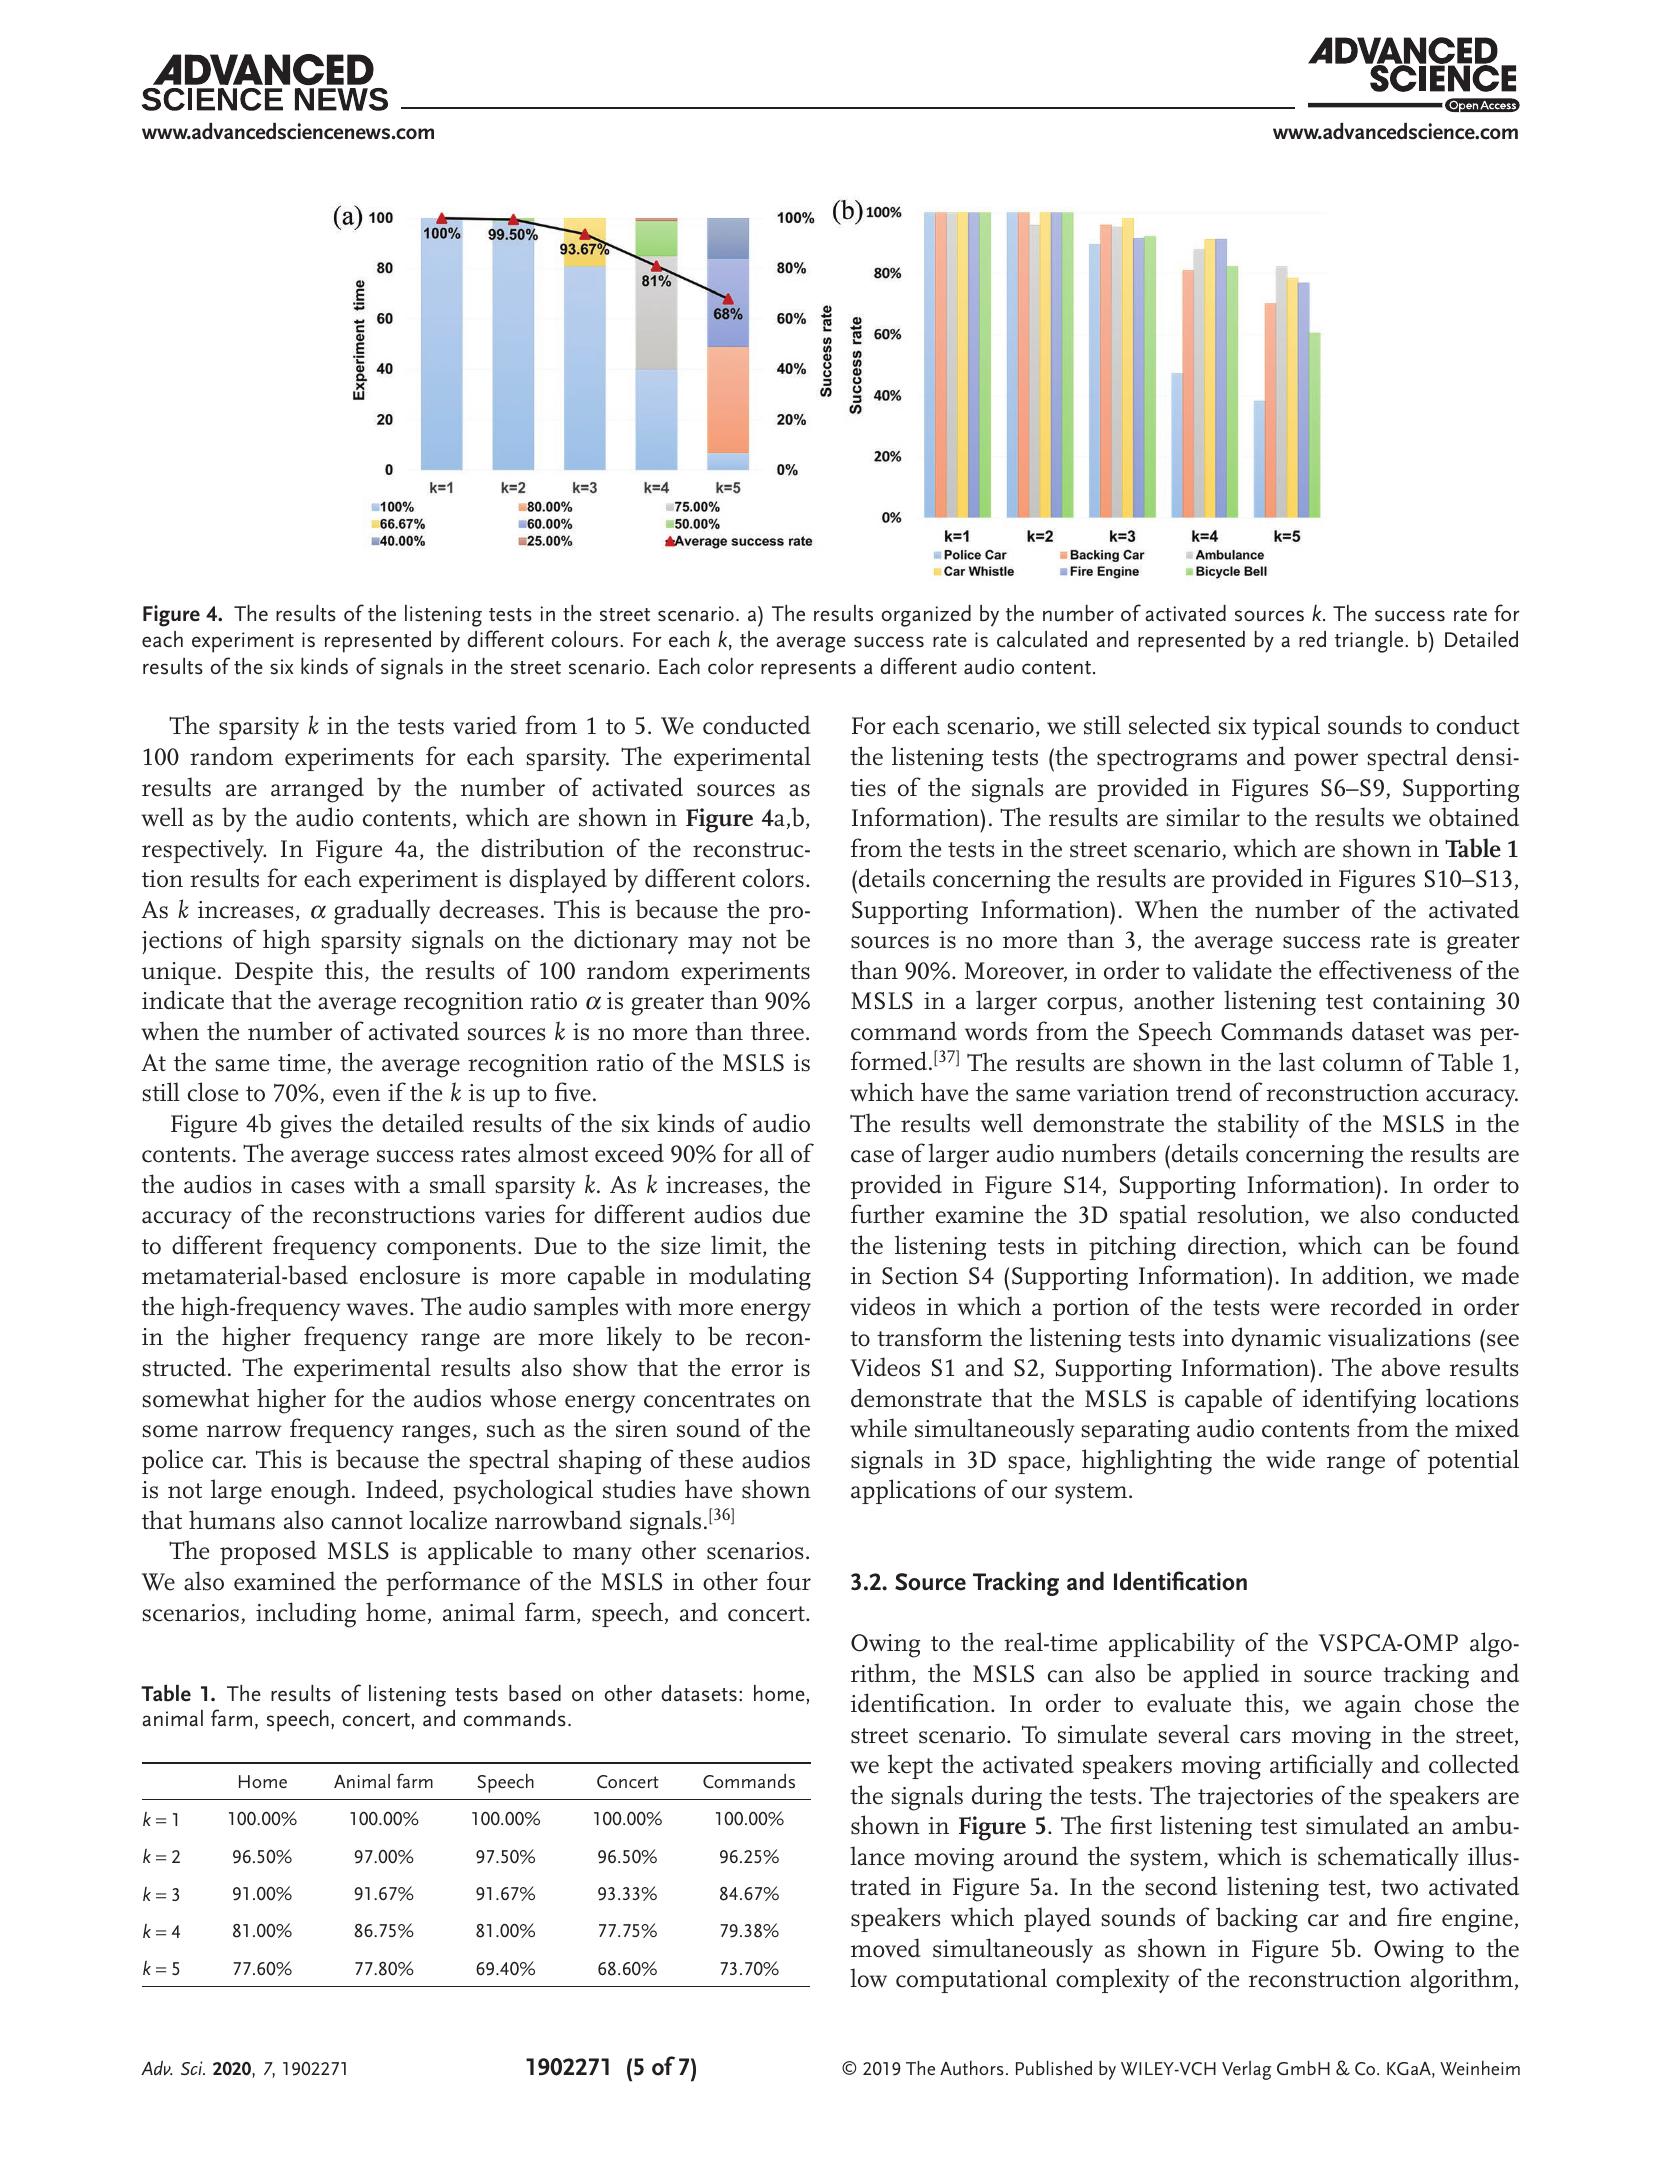 ADVANCED
SCIENCE NEWS
www.advancedsciencenews.com
ADVANCED
SCIENCE
Open Access
www.advancedscience.com
(a)
100
80
60
40
20
0
Experiment time
100%
99.50%
93.67%
81%
68%
100%
80%
60%
40%
20%
0%
Success rate
k=1 k=2 k=3 k=4 k=5
100% 80.00% 75.00%
66.67% 60.00% 50.00%
40.00% 25.00% Average success rate
(b)
100%
80%
60%
40%
20%
0%
Success rate
k=1 k=2 k=3 k=4 k=5
Police Car Backing Car Ambulance
Car Whistle Fire Engine Bicycle Bell
Figure 4. The results of the listening tests in the street scenario. a) The results organized by the number of activated sources k. The success rate for
each experiment is represented by different colours. For each k, the average success rate is calculated and represented by a red triangle. b) Detailed
results of the six kinds of signals in the street scenario. Each color represents a different audio content.
The sparsity k in the tests varied from 1 to 5. We conducted
100 random experiments for each sparsity. The experimental
results are arranged by the number of activated sources as
well as by the audio contents, which are shown in Figure 4a,b,
respectively. In Figure 4a, the distribution of the reconstruc-
tion results for each experiment is displayed by different colors.
As k increases, α gradually decreases. This is because the pro-
jections of high sparsity signals on the dictionary may not be
unique. Despite this, the results of 100 random experiments
indicate that the average recognition ratio α is greater than 90%
when the number of activated sources k is no more than three.
At the same time, the average recognition ratio of the MSLS is
still close to 70%, even if the k is up to five.
Figure 4b gives the detailed results of the six kinds of audio
contents. The average success rates almost exceed 90% for all of
the audios in cases with a small sparsity k. As k increases, the
accuracy of the reconstructions varies for different audios due
to different frequency components. Due to the size limit, the
metamaterial-based enclosure is more capable in modulating
the high-frequency waves. The audio samples with more energy
in the higher frequency range are more likely to be recon-
structed. The experimental results also show that the error is
somewhat higher for the audios whose energy concentrates on
some narrow frequency ranges, such as the siren sound of the
police car. This is because the spectral shaping of these audios
is not large enough. Indeed, psychological studies have shown
that humans also cannot localize narrowband signals.[36]
The proposed MSLS is applicable to many other scenarios.
We also examined the performance of the MSLS in other four
scenarios, including home, animal farm, speech, and concert.
Table 1. The results of listening tests based on other datasets: home,
animal farm, speech, concert, and commands.
Home Animal farm Speech Concert Commands
k = 1 100.00% 100.00% 100.00% 100.00% 100.00%
k = 2 96.50% 97.00% 97.50% 96.50% 96.25%
k = 3 91.00% 91.67% 91.67% 93.33% 84.67%
k = 4 81.00% 86.75% 81.00% 77.75% 79.38%
k = 5 77.60% 77.80% 69.40% 68.60% 73.70%
For each scenario, we still selected six typical sounds to conduct
the listening tests (the spectrograms and power spectral densi-
ties of the signals are provided in Figures S6–S9, Supporting
Information). The results are similar to the results we obtained
from the tests in the street scenario, which are shown in Table 1
(details concerning the results are provided in Figures S10–S13,
Supporting Information). When the number of the activated
sources is no more than 3, the average success rate is greater
than 90%. Moreover, in order to validate the effectiveness of the
MSLS in a larger corpus, another listening test containing 30
command words from the Speech Commands dataset was per-
formed.[37] The results are shown in the last column of Table 1,
which have the same variation trend of reconstruction accuracy.
The results well demonstrate the stability of the MSLS in the
case of larger audio numbers (details concerning the results are
provided in Figure S14, Supporting Information). In order to
further examine the 3D spatial resolution, we also conducted
the listening tests in pitching direction, which can be found
in Section S4 (Supporting Information). In addition, we made
videos in which a portion of the tests were recorded in order
to transform the listening tests into dynamic visualizations (see
Videos S1 and S2, Supporting Information). The above results
demonstrate that the MSLS is capable of identifying locations
while simultaneously separating audio contents from the mixed
signals in 3D space, highlighting the wide range of potential
applications of our system.
3.2. Source Tracking and Identification
Owing to the real-time applicability of the VSPCA-OMP algo-
rithm, the MSLS can also be applied in source tracking and
identification. In order to evaluate this, we again chose the
street scenario. To simulate several cars moving in the street,
we kept the activated speakers moving artificially and collected
the signals during the tests. The trajectories of the speakers are
shown in Figure 5. The first listening test simulated an ambu-
lance moving around the system, which is schematically illus-
trated in Figure 5a. In the second listening test, two activated
speakers which played sounds of backing car and fire engine,
moved simultaneously as shown in Figure 5b. Owing to the
low computational complexity of the reconstruction algorithm,
Adv. Sci. 2020, 7, 1902271
1902271 (5 of 7)
© 2019 The Authors. Published by WILEY-VCH Verlag GmbH & Co. KGaA, Weinheim